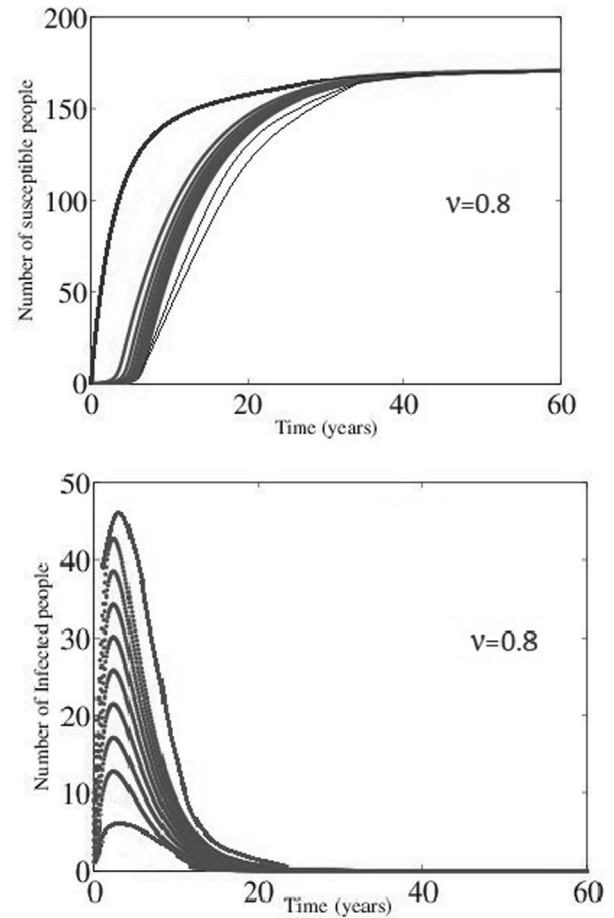 200
150
100
50
0
Number of susceptible people
ν=0.8
0 20 40 60
Time (years)
50
40
30
20
10
0
Number of Infected people
ν=0.8
0 20 40 60
Time (years)